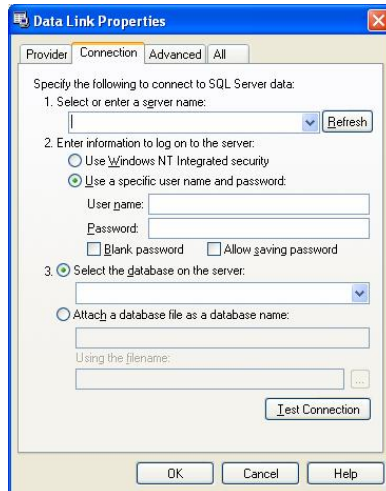 Data Link Properties
Provider Connection Advanced All
Specify the following to connect to SQL Server data:
1. Select or enter a server name:
Refresh
2. Enter information to log on to the server:
Use Windows NT Integrated security
Use a specific user name and password:
User name:
Password:
Blank password Allow saving password
3. Select the database on the server:
Attach a database file as a database name:
Using the filename:
...
Test Connection
OK Cancel Help